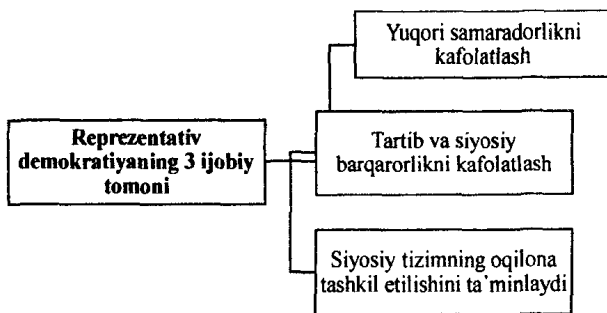 Yuqori samaradorlikni
kafolatlash
Reprezentativ
demokratiyaning 3 ijobiy
tomoni
Tartib va siyosiy
barqarorlikni kafolatlash
Siyosiy tizimning oqilona
tashkil etilishini ta'minlaydi